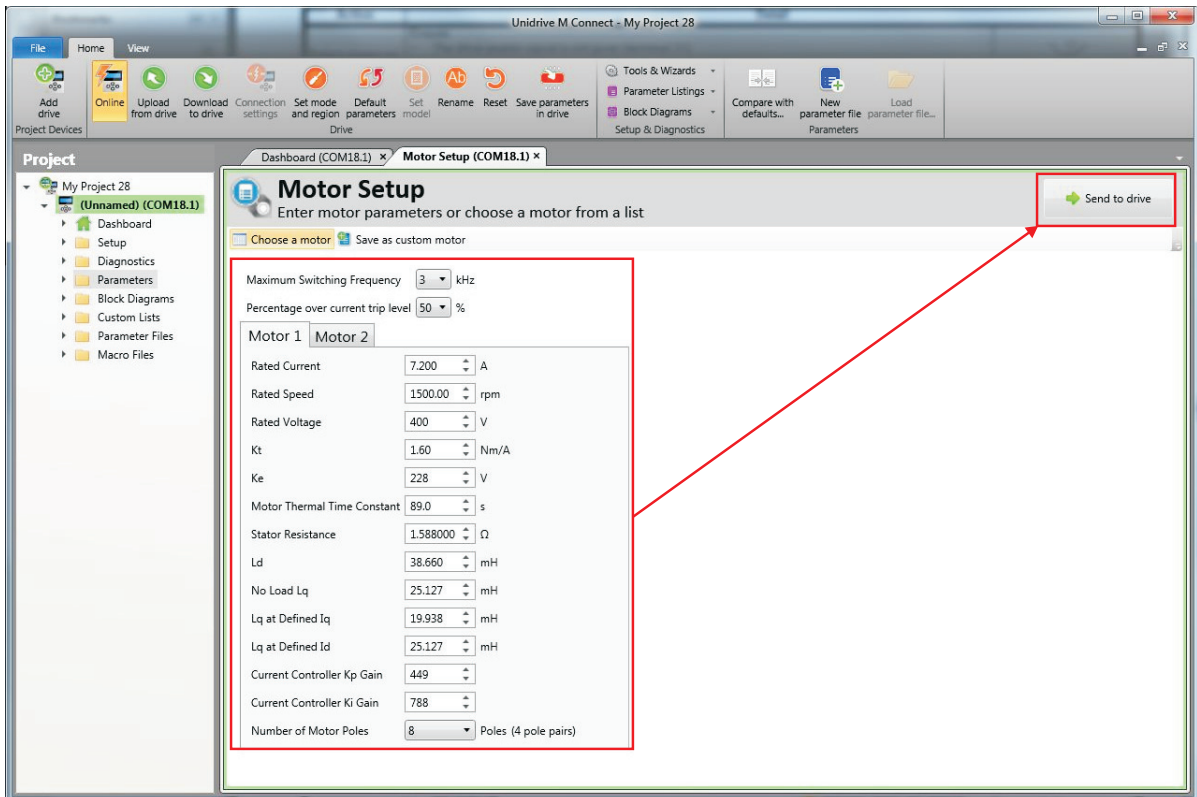 Unidrive M Connect - My Project 28
File Home View
Add drive
Online
Upload from drive
Download to drive
Connection settings
Set mode and region
Default parameters
Set model
Rename
Reset
Save parameters in drive
Tools & Wizards
Parameter Listings
Block Diagrams
Compare with defaults...
New parameter file
Load parameter file...
Project Devices
Drive
Setup & Diagnostics
Parameters
Project
Dashboard (COM18.1) × Motor Setup (COM18.1) ×
My Project 28
(Unnamed) (COM18.1)
Dashboard
Setup
Diagnostics
Parameters
Block Diagrams
Custom Lists
Parameter Files
Macro Files
Motor Setup
Enter motor parameters or choose a motor from a list
Send to drive
Choose a motor Save as custom motor
Maximum Switching Frequency 3 kHz
Percentage over current trip level 50 %
Motor 1 Motor 2
Rated Current 7.200 A
Rated Speed 1500.00 rpm
Rated Voltage 400 V
Kt 1.60 Nm/A
Ke 228 V
Motor Thermal Time Constant 89.0 s
Stator Resistance 1.588000 Ω
Ld 38.660 mH
No Load Lq 25.127 mH
Lq at Defined Iq 19.938 mH
Lq at Defined Id 25.127 mH
Current Controller Kp Gain 449
Current Controller Ki Gain 788
Number of Motor Poles 8 Poles (4 pole pairs)